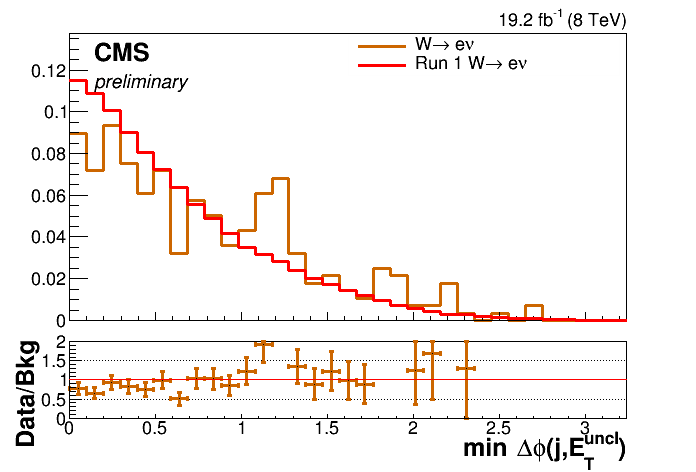 19.2 fb-1 (8 TeV)
CMS
preliminary
W→ eν
Run 1 W→ eν
0.12
0.1
0.08
0.06
0.04
0.02
0
Data/Bkg
2
1.5
1
0.5
0
0 0.5 1 1.5 2 2.5 3
min Δϕ(j,ETuncl)